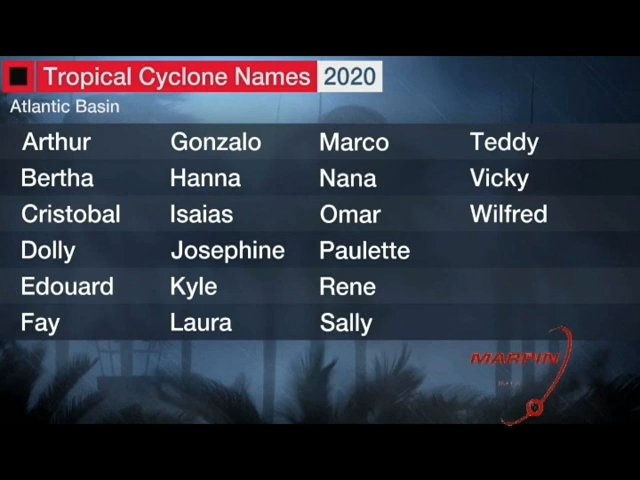 Tropical Cyclone Names 2020
Atlantic Basin
Arthur Gonzalo Marco Teddy
Bertha Hanna Nana Vicky
Cristobal Isaias Omar Wilfred
Dolly Josephine Paulette
Edouard Kyle Rene
Fay Laura Sally
MARPIN